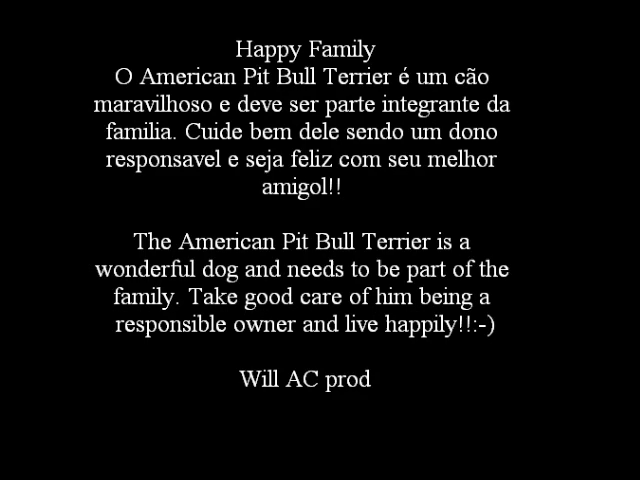 Happy Family
O American Pit Bull Terrier é um cão
maravilhoso e deve ser parte integrante da
familia. Cuide bem dele sendo um dono
responsavel e seja feliz com seu melhor
amigol!!
The American Pit Bull Terrier is a
wonderful dog and needs to be part of the
family. Take good care of him being a
responsible owner and live happily!!:-)
Will AC prod